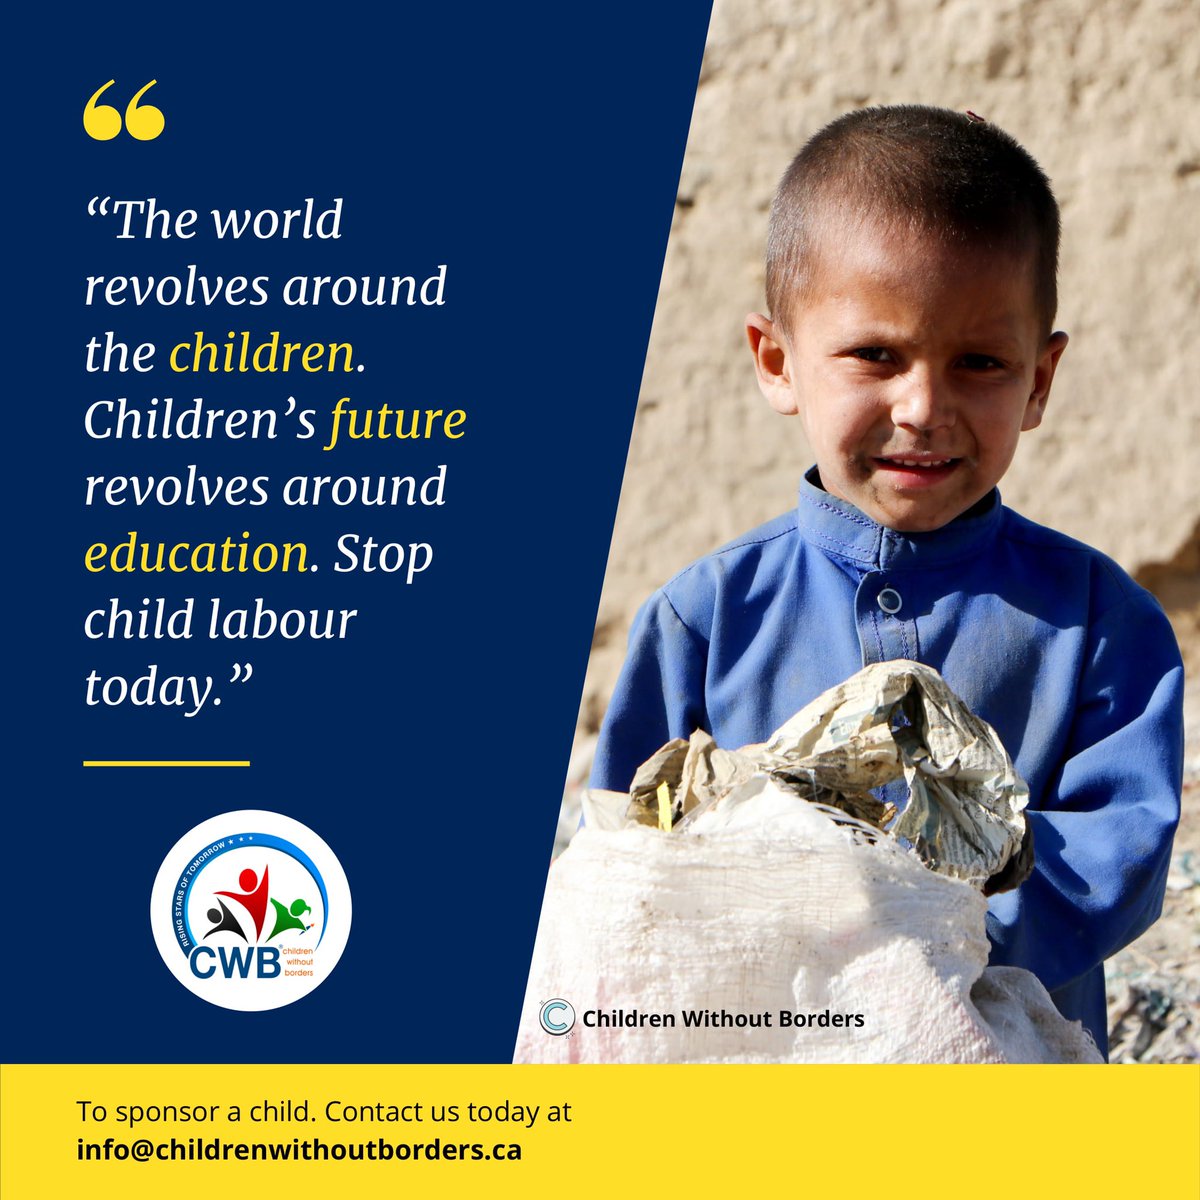 “The world
revolves around
the children.
Children’s future
revolves around
education. Stop
child labour
today.”
RISING STARS OF TOMORROW
CWB®
children
without
borders
© Children Without Borders
To sponsor a child. Contact us today at
info@childrenwithoutborders.ca